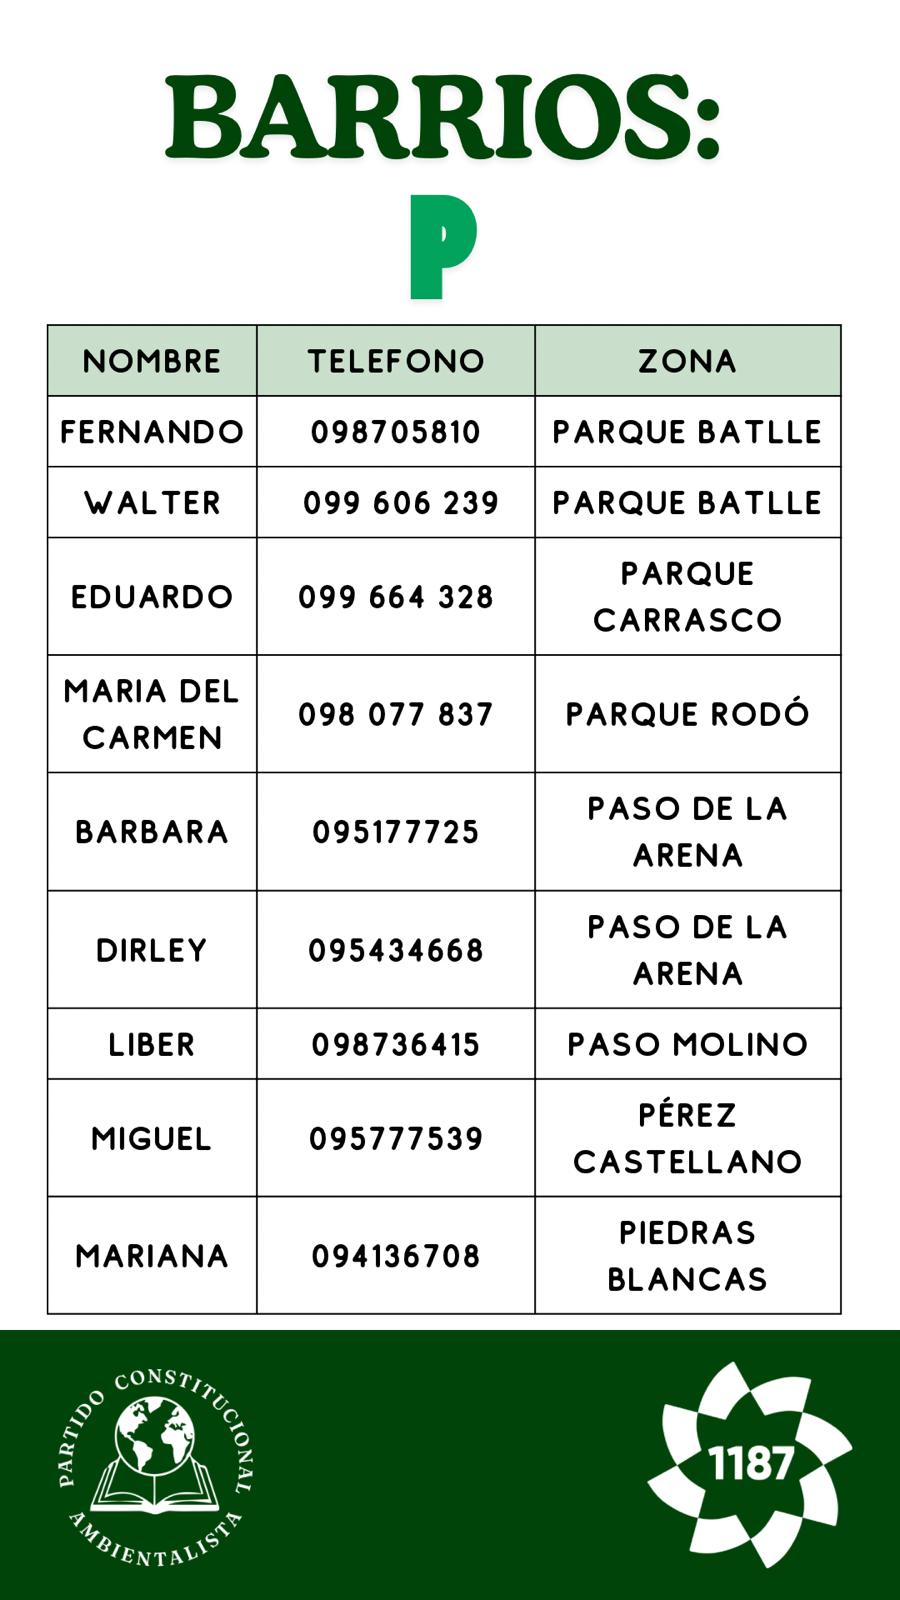 BARRIOS:
P
NOMBRE TELEFONO ZONA
FERNANDO 098705810 PARQUE BATLLE
WALTER 099 606 239 PARQUE BATLLE
EDUARDO 099 664 328 PARQUE
CARRASCO
MARIA DEL
CARMEN 098 077 837 PARQUE RODÓ
BARBARA 095177725 PASO DE LA
ARENA
DIRLEY 095434668 PASO DE LA
ARENA
LIBER 098736415 PASO MOLINO
MIGUEL 095777539 PÉREZ
CASTELLANO
MARIANA 094136708 PIEDRAS
BLANCAS
PARTIDO CONSTITUCIONAL
AMBIENTALISTA
1187